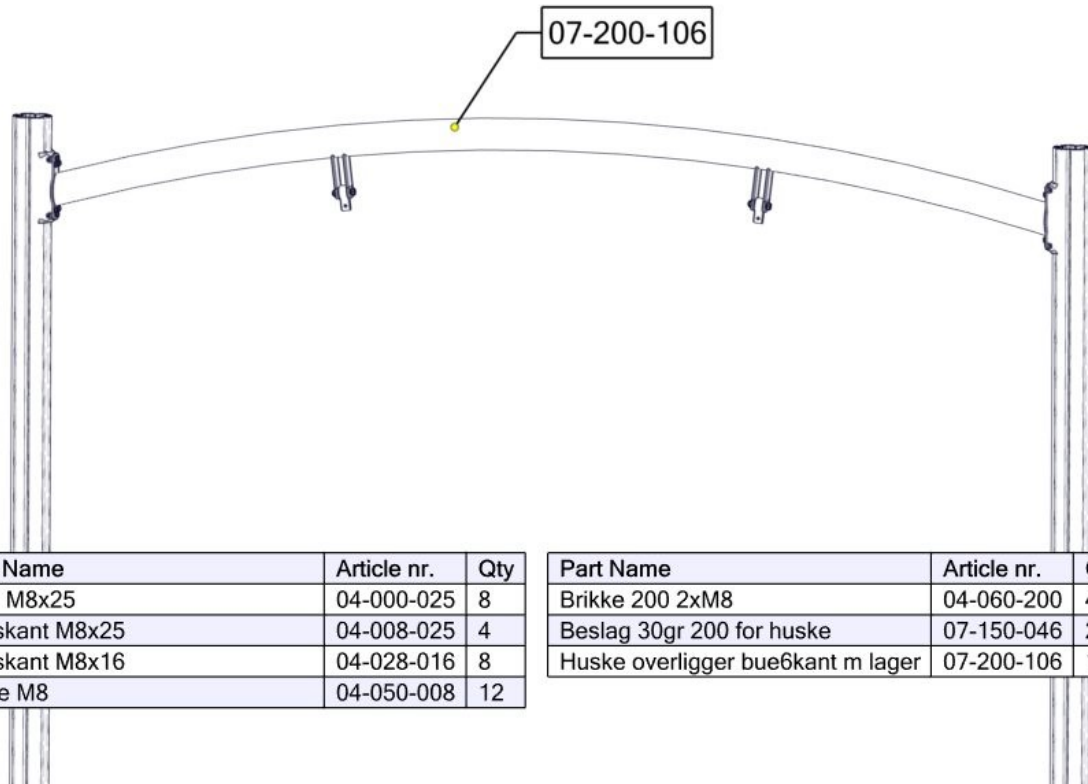 07-200-106
Name Article nr. Qty
M8x25 04-000-025 8
skant M8x25 04-008-025 4
skant M8x16 04-028-016 8
e M8 04-050-008 12
Part Name Article nr.
Brikke 200 2xM8 04-060-200
Beslag 30gr 200 for huske 07-150-046
Huske overligger bue6kant m lager 07-200-106